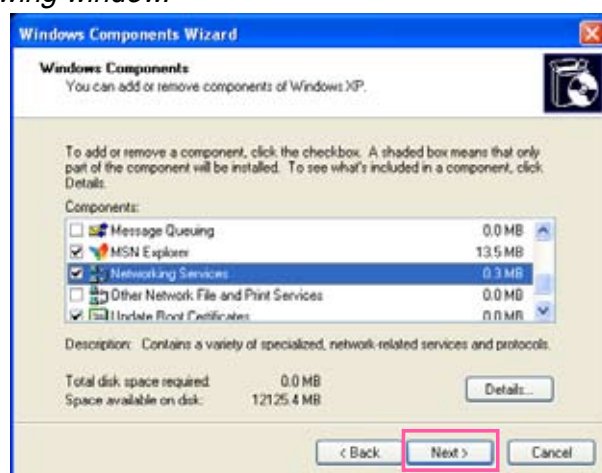 wing window.
Windows Components Wizard
Windows Components
You can add or remove components of Windows XP.
To add or remove a component, click the checkbox. A shaded box means that only
part of the component will be installed. To see what's included in a component, click
Details.
Components:
Message Queuing 0.0 MB
MSN Explorer 13.5 MB
Networking Services 0.3 MB
Other Network File and Print Services 0.0 MB
Update Root Certificates 0.0 MB
Description: Contains a variety of specialized, network-related services and protocols.
Total disk space required: 0.0 MB
Space available on disk: 12125.4 MB
Details...
< Back Next > Cancel